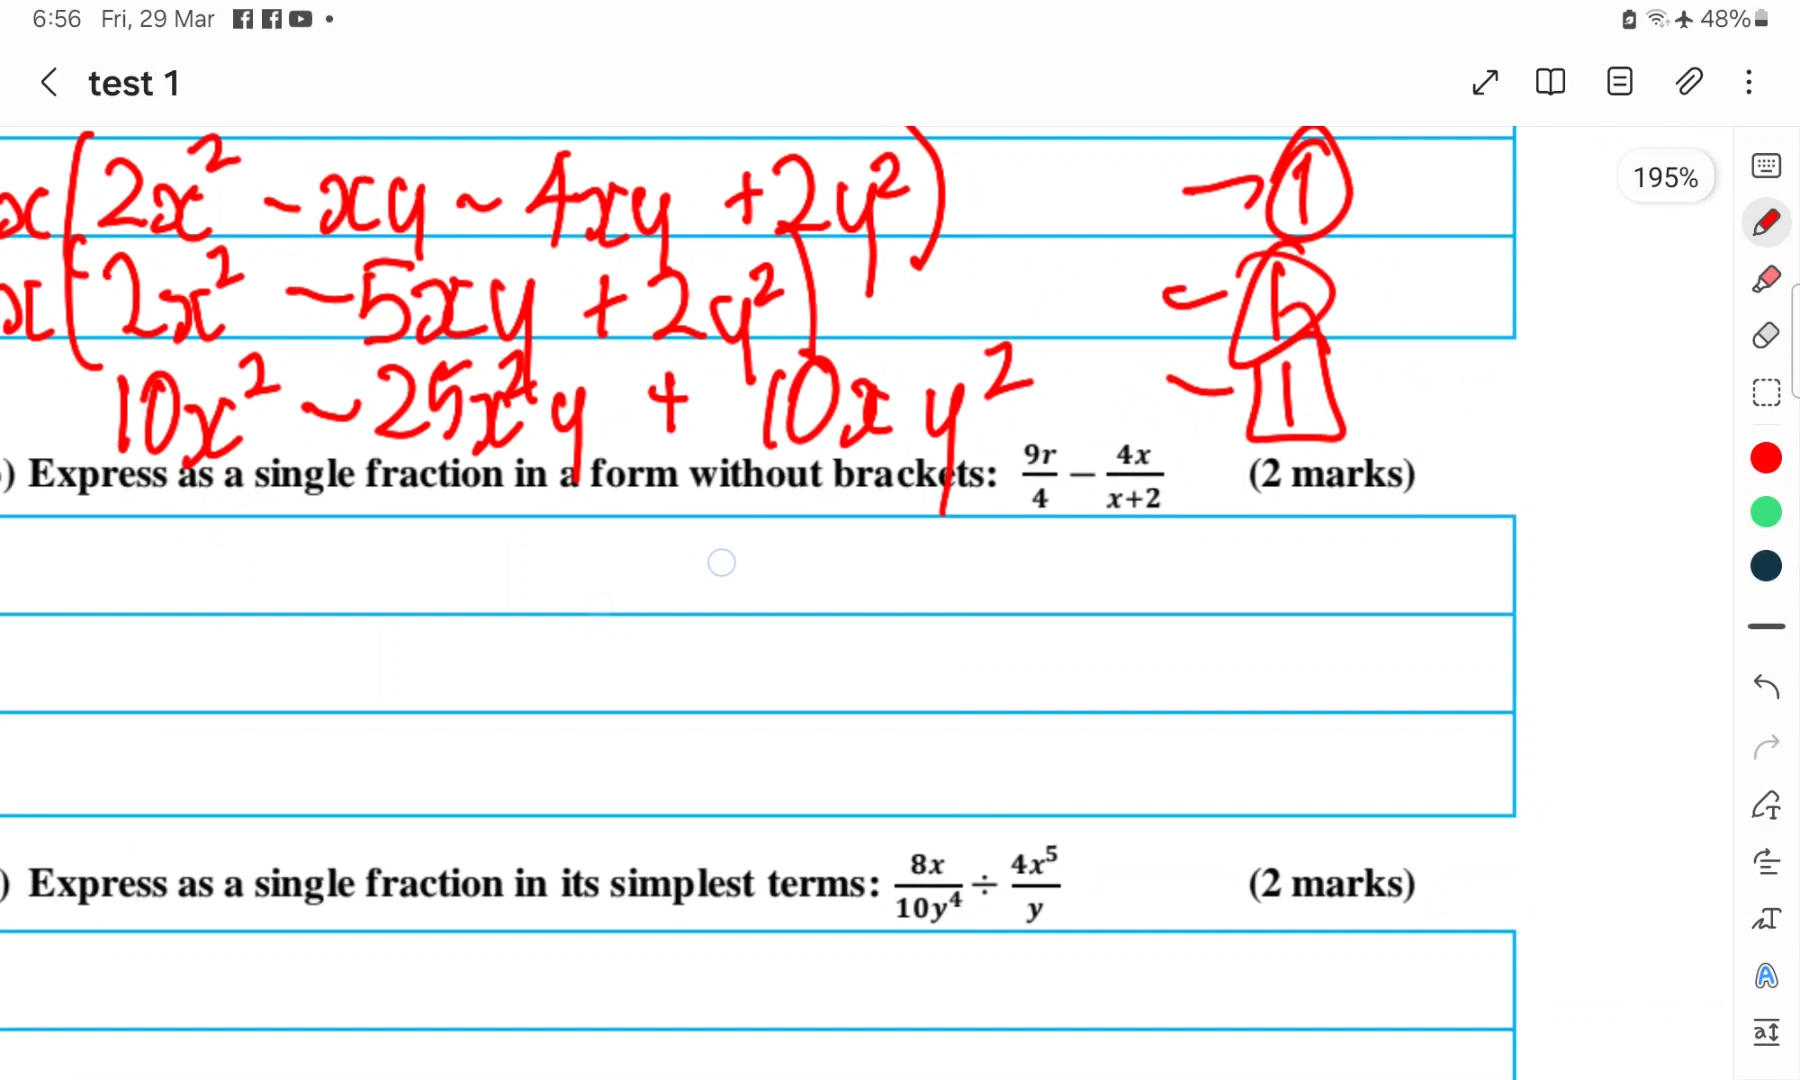 6:56 Fri, 29 Mar 48%
test 1
195%
x(2x² - xy - 4xy + 2y²) → 1
x(2x² - 5xy + 2y²)
10x² - 25x²y + 10xy² - 1
) Express as a single fraction in a form without brackets: 9r/4 − 4x/x+2 (2 marks)
) Express as a single fraction in its simplest terms: 8x/10y⁴ ÷ 4x⁵/y (2 marks)